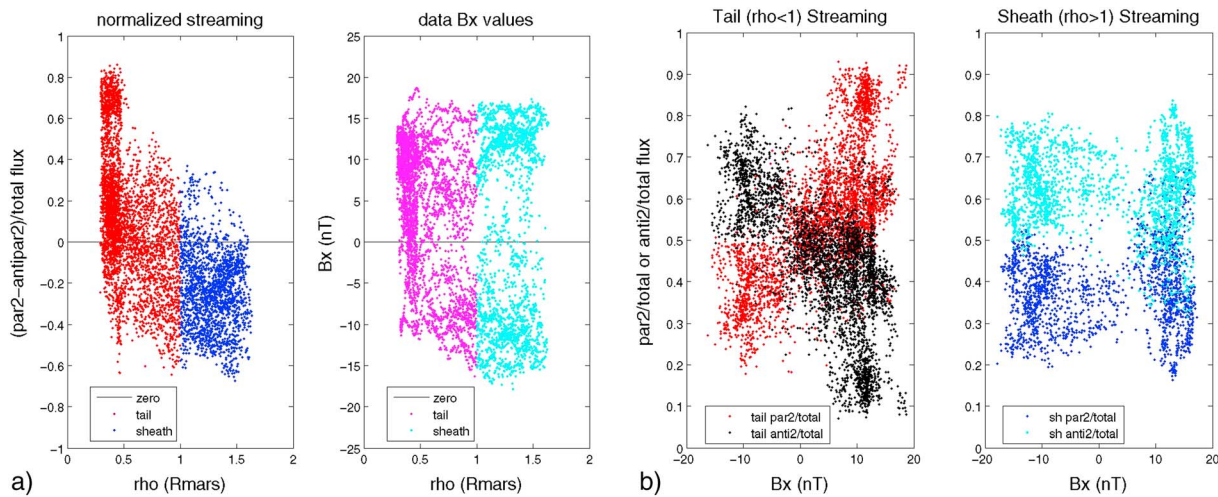 normalized streaming
(par2−antipar2)/total flux
1
0.8
0.6
0.4
0.2
0
−0.2
−0.4
−0.6
−0.8
−1
zero
tail
sheath
0 0.5 1 1.5 2
rho (Rmars)
a)
data Bx values
Bx (nT)
25
20
15
10
5
0
−5
−10
−15
−20
−25
zero
tail
sheath
0 0.5 1 1.5 2
rho (Rmars)
Tail (rho<1) Streaming
par2/total or anti2/total flux
1
0.9
0.8
0.7
0.6
0.5
0.4
0.3
0.2
0.1
0
tail par2/total
tail anti2/total
−20 −10 0 10 20
Bx (nT)
b)
Sheath (rho>1) Streaming
1
0.9
0.8
0.7
0.6
0.5
0.4
0.3
0.2
0.1
0
sh par2/total
sh anti2/total
−20 −10 0 10 20
Bx (nT)